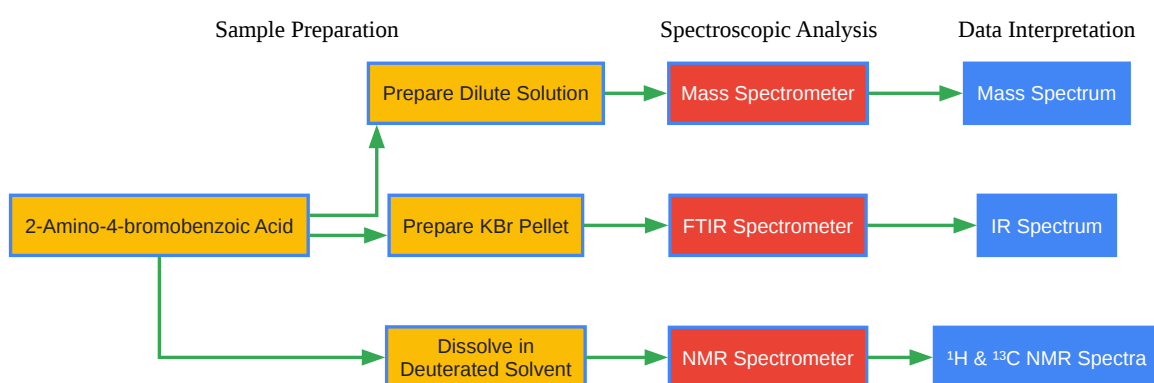 Sample Preparation
Spectroscopic Analysis
Data Interpretation
Prepare Dilute Solution
Mass Spectrometer
Mass Spectrum
2-Amino-4-bromobenzoic Acid
Prepare KBr Pellet
FTIR Spectrometer
IR Spectrum
Dissolve in
Deuterated Solvent
NMR Spectrometer
¹H & ¹³C NMR Spectra